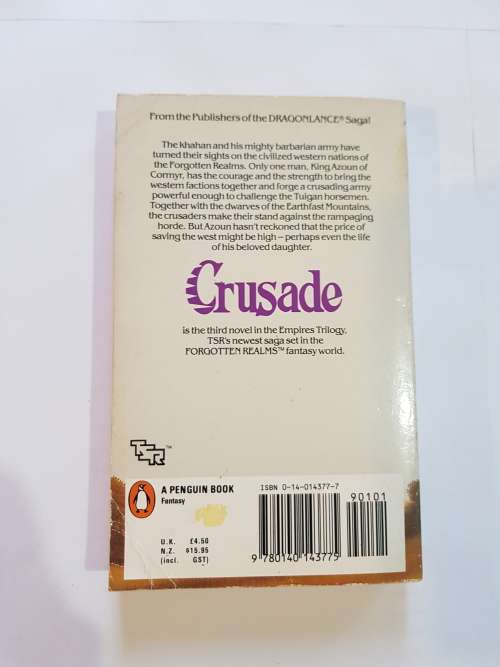 From the Publishers of the DRAGONLANCE® Saga!
The khahan and his mighty barbarian army have
turned their sights on the civilized western nations of
the Forgotten Realms. Only one man, King Azoun of
Cormyr, has the courage and the strength to bring the
western factions together and forge a crusading army
powerful enough to challenge the Tuigan horsemen.
Together with the dwarves of the Earthfast Mountains,
the crusaders make their stand against the rampaging
horde. But Azoun hasn't reckoned that the price of
saving the west might be high – perhaps even the life
of his beloved daughter.
Crusade
is the third novel in the Empires Trilogy,
TSR's newest saga set in the
FORGOTTEN REALMS™ fantasy world.
TSR™
A PENGUIN BOOK
Fantasy
U.K. £4.50
N.Z. $15.95
(incl. GST)
ISBN 0-14-014377-7
90101
9 780140 143775